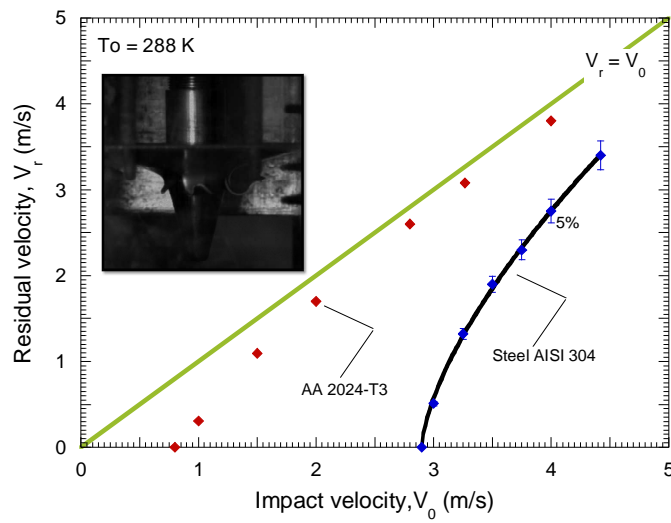 To = 288 K
V_r = V_0
5%
Steel AISI 304
AA 2024-T3
Residual velocity, V_r (m/s)
5
4
3
2
1
0
0 1 2 3 4 5
Impact velocity,V_0 (m/s)